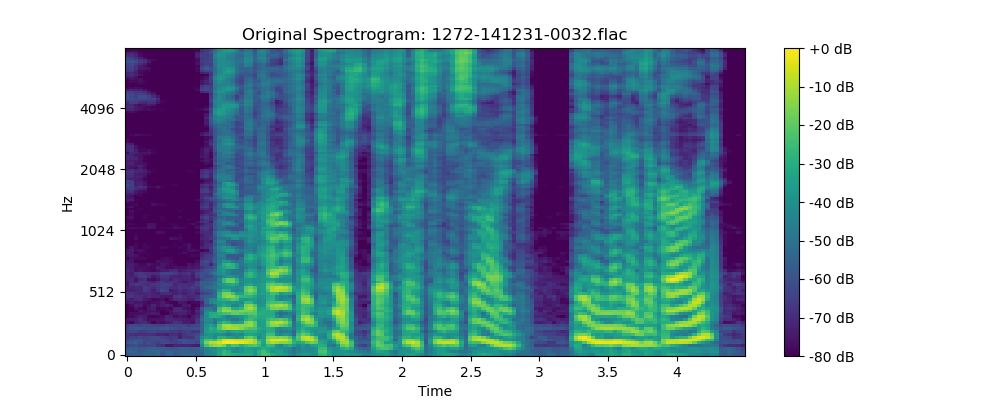 Original Spectrogram: 1272-141231-0032.flac
Hz
4096
2048
1024
512
0
0 0.5 1 1.5 2 2.5 3 3.5 4
Time
+0 dB
-10 dB
-20 dB
-30 dB
-40 dB
-50 dB
-60 dB
-70 dB
-80 dB